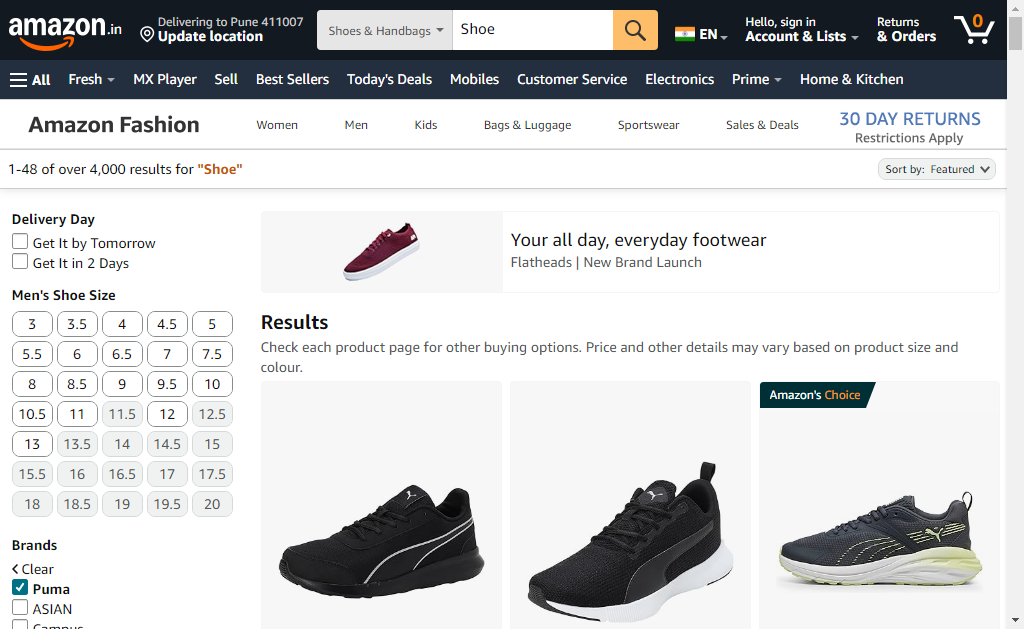 amazon.in
Delivering to Pune 411007
Update location
Shoes & Handbags
Shoe
EN
Hello, sign in
Account & Lists
Returns
& Orders
0
All
Fresh
MX Player
Sell
Best Sellers
Today's Deals
Mobiles
Customer Service
Electronics
Prime
Home & Kitchen
Amazon Fashion
Women
Men
Kids
Bags & Luggage
Sportswear
Sales & Deals
30 DAY RETURNS
Restrictions Apply
1-48 of over 4,000 results for "Shoe"
Sort by: Featured
Delivery Day
Get It by Tomorrow
Get It in 2 Days
Men's Shoe Size
3 3.5 4 4.5 5
5.5 6 6.5 7 7.5
8 8.5 9 9.5 10
10.5 11 11.5 12 12.5
13 13.5 14 14.5 15
15.5 16 16.5 17 17.5
18 18.5 19 19.5 20
Brands
Clear
Puma
ASIAN
Campus
Your all day, everyday footwear
Flatheads | New Brand Launch
Results
Check each product page for other buying options. Price and other details may vary based on product size and
colour.
Amazon's Choice